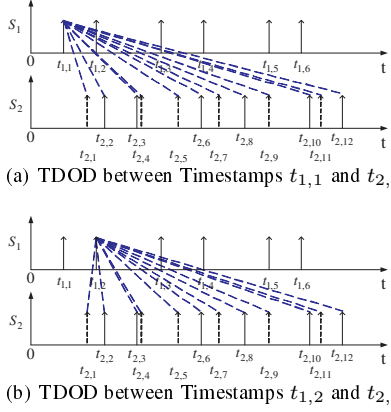 S1
0 t1,1 t1,2 t1,3 t1,4 t1,5 t1,6 t
S2
0 t2,2 t2,3 t2,6 t2,8 t2,10 t2,12 t
t2,1 t2,4 t2,5 t2,7 t2,9 t2,11
(a) TDOD between Timestamps t1,1 and t2,
S1
0 t1,1 t1,2 t1,3 t1,4 t1,5 t1,6 t
S2
0 t2,2 t2,3 t2,6 t2,8 t2,10 t2,12 t
t2,1 t2,4 t2,5 t2,7 t2,9 t2,11
(b) TDOD between Timestamps t1,2 and t2,